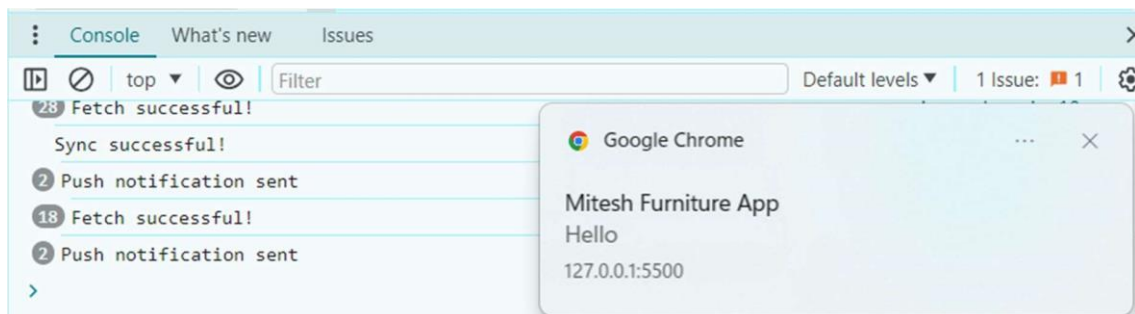 Console What's new Issues
top Filter Default levels 1 Issue: 1
28 Fetch successful!
Sync successful!
2 Push notification sent
18 Fetch successful!
2 Push notification sent
Google Chrome
Mitesh Furniture App
Hello
127.0.0.1:5500